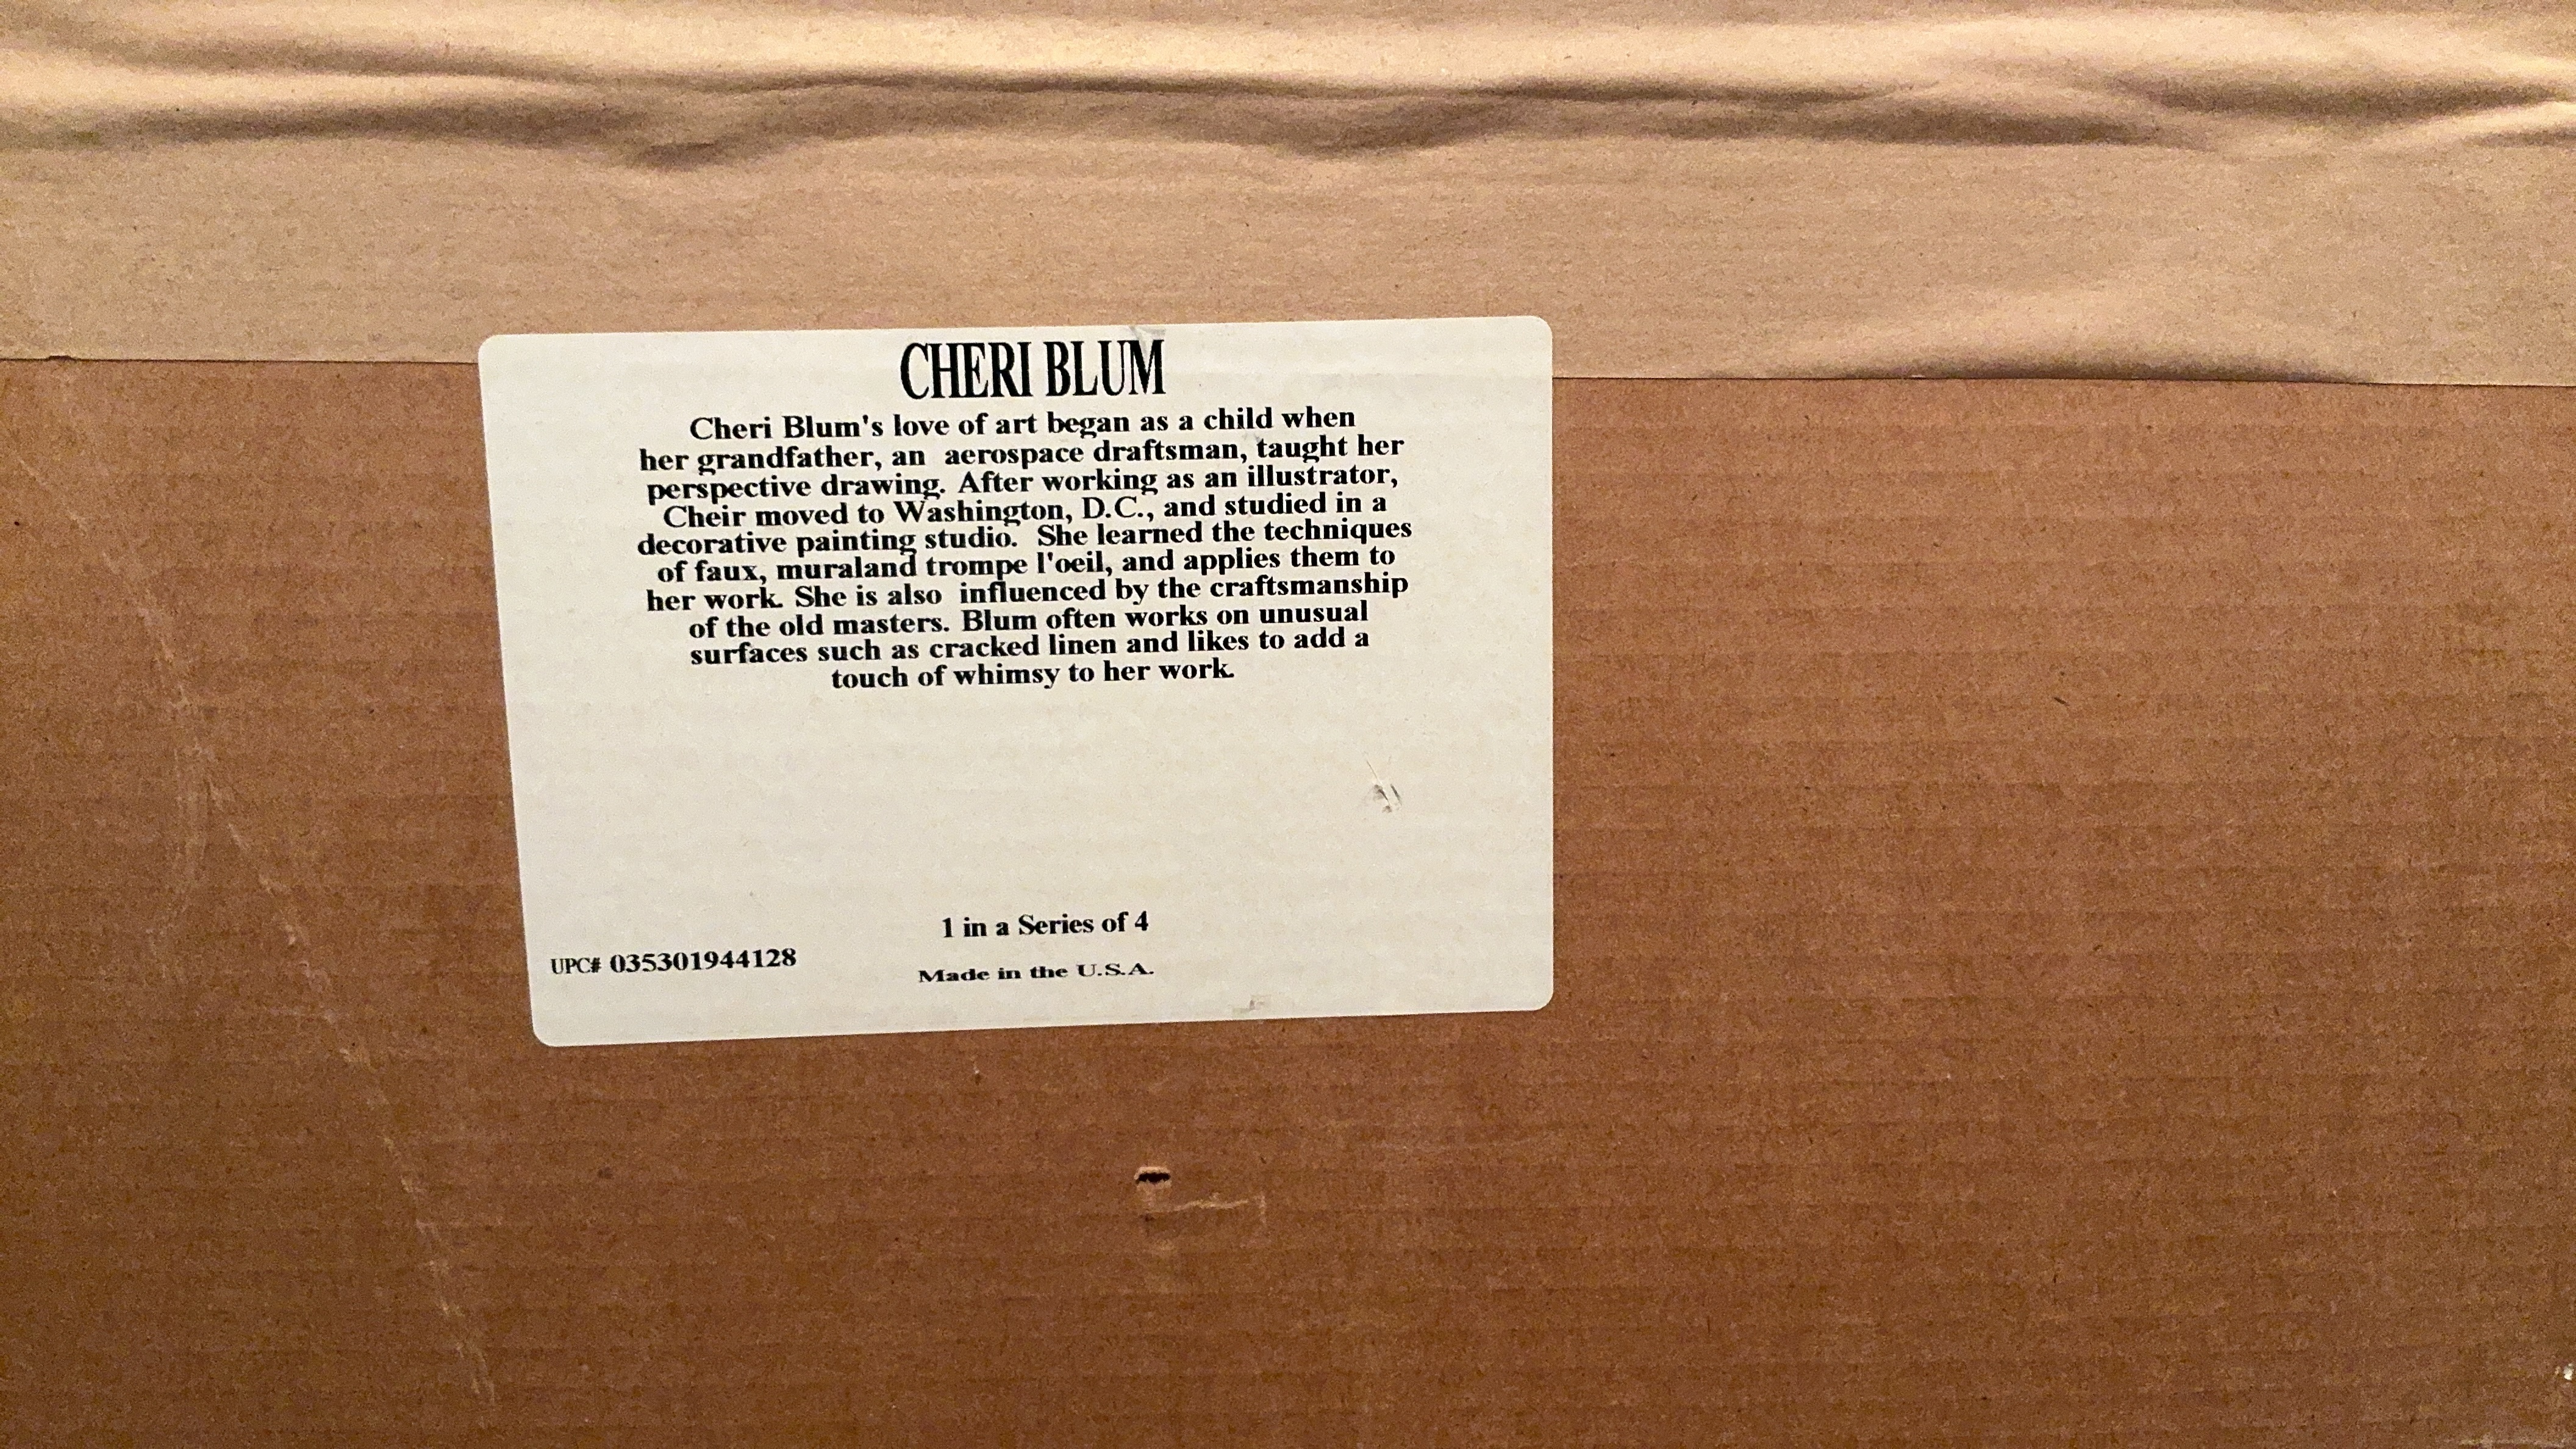 CHERI BLUM
Cheri Blum's love of art began as a child when
her grandfather, an aerospace draftsman, taught her
perspective drawing. After working as an illustrator,
Cheir moved to Washington, D.C., and studied in a
decorative painting studio. She learned the techniques
of faux, muraland trompe l'oeil, and applies them to
her work. She is also influenced by the craftsmanship
of the old masters. Blum often works on unusual
surfaces such as cracked linen and likes to add a
touch of whimsy to her work.
1 in a Series of 4
UPC# 035301944128
Made in the U.S.A.